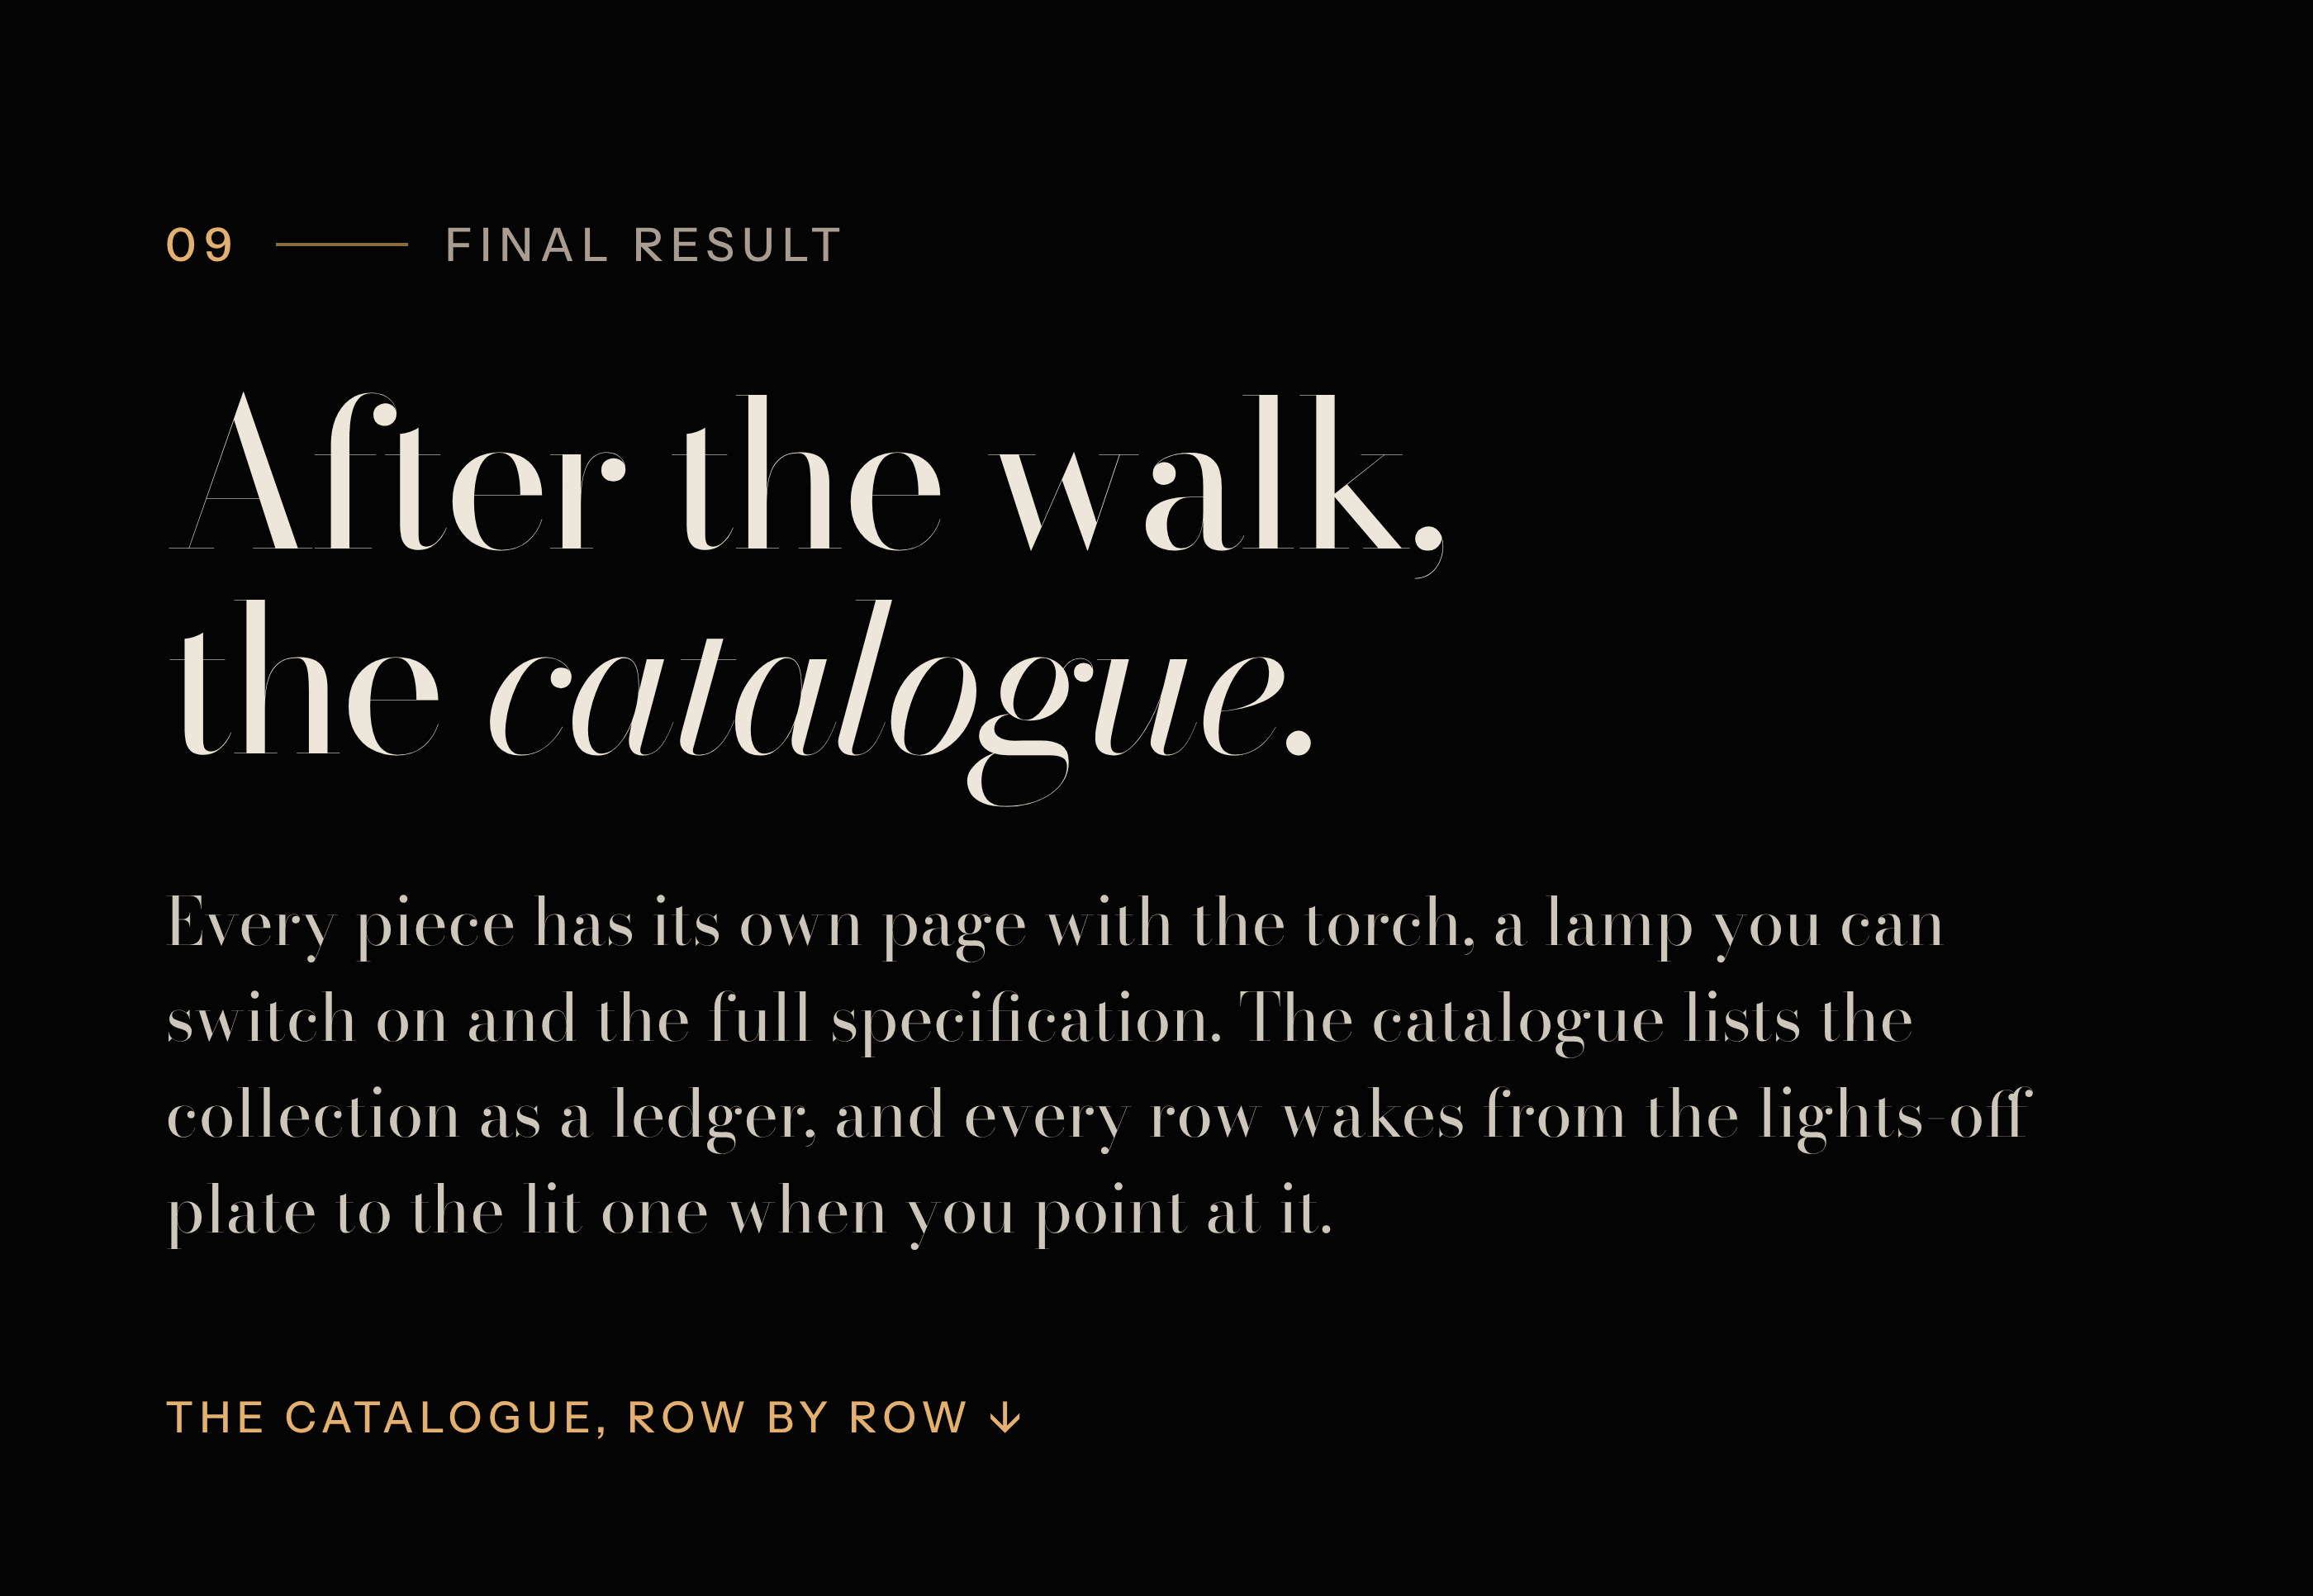 09 — FINAL RESULT
After the walk,
the catalogue.
Every piece has its own page with the torch, a lamp you can
switch on and the full specification. The catalogue lists the
collection as a ledger, and every row wakes from the lights-off
plate to the lit one when you point at it.
THE CATALOGUE, ROW BY ROW ↓